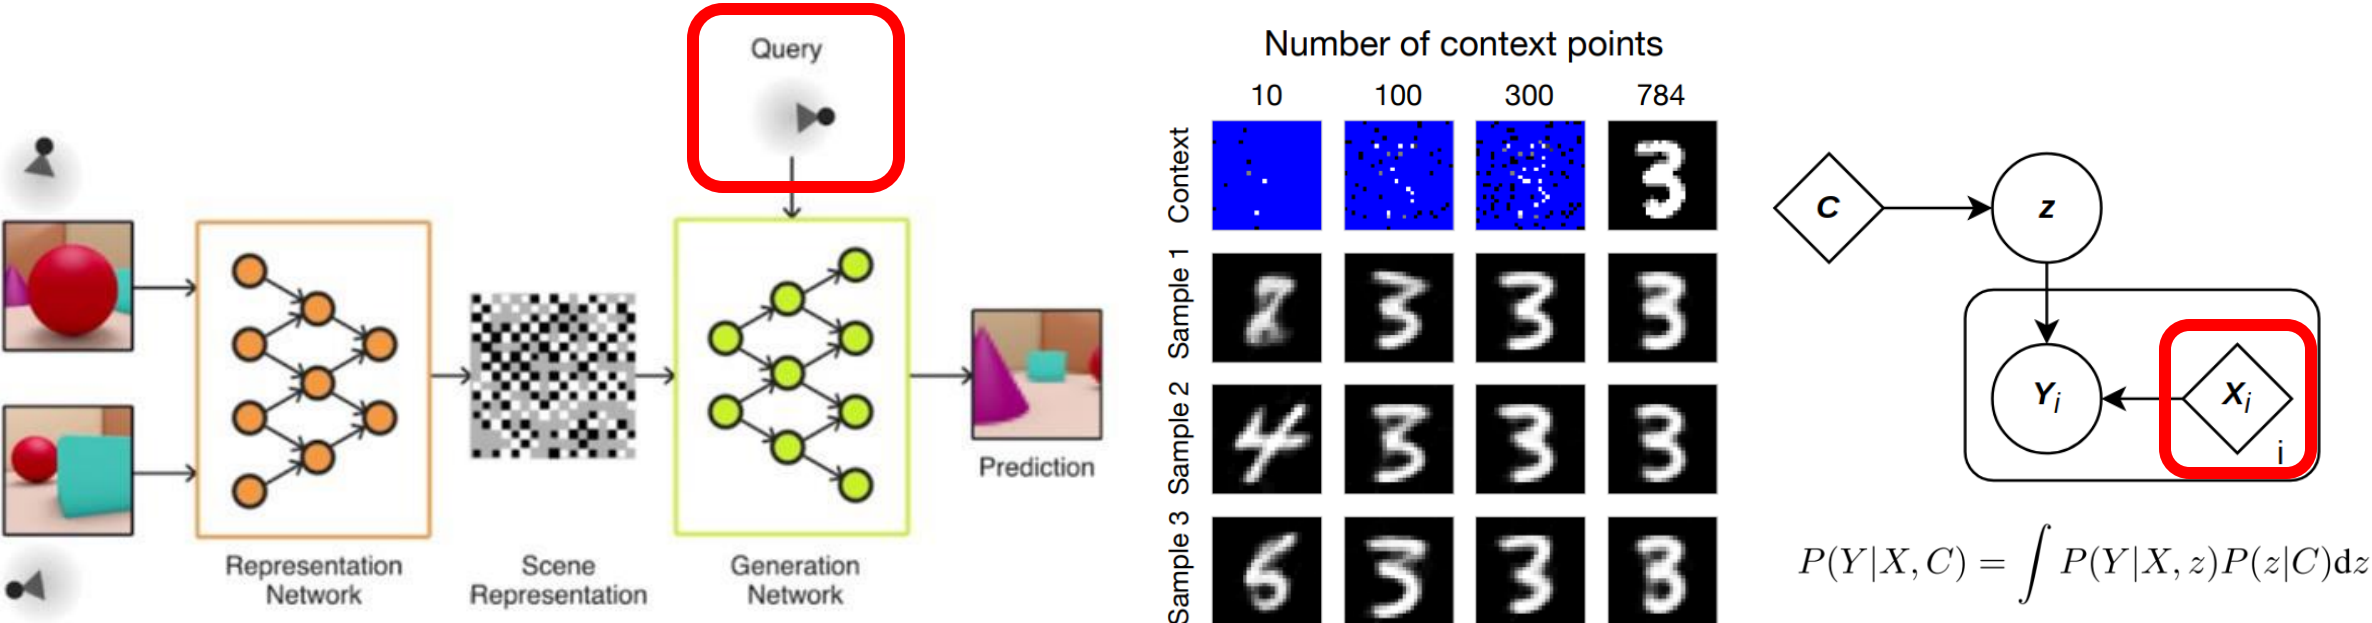 Query
Representation
Network
Scene
Representation
Generation
Network
Prediction
Number of context points
10 100 300 784
Context
Sample 1
Sample 2
Sample 3
C
z
Y_i
X_i
i
P(Y|X, C) = ∫ P(Y|X, z)P(z|C)dz